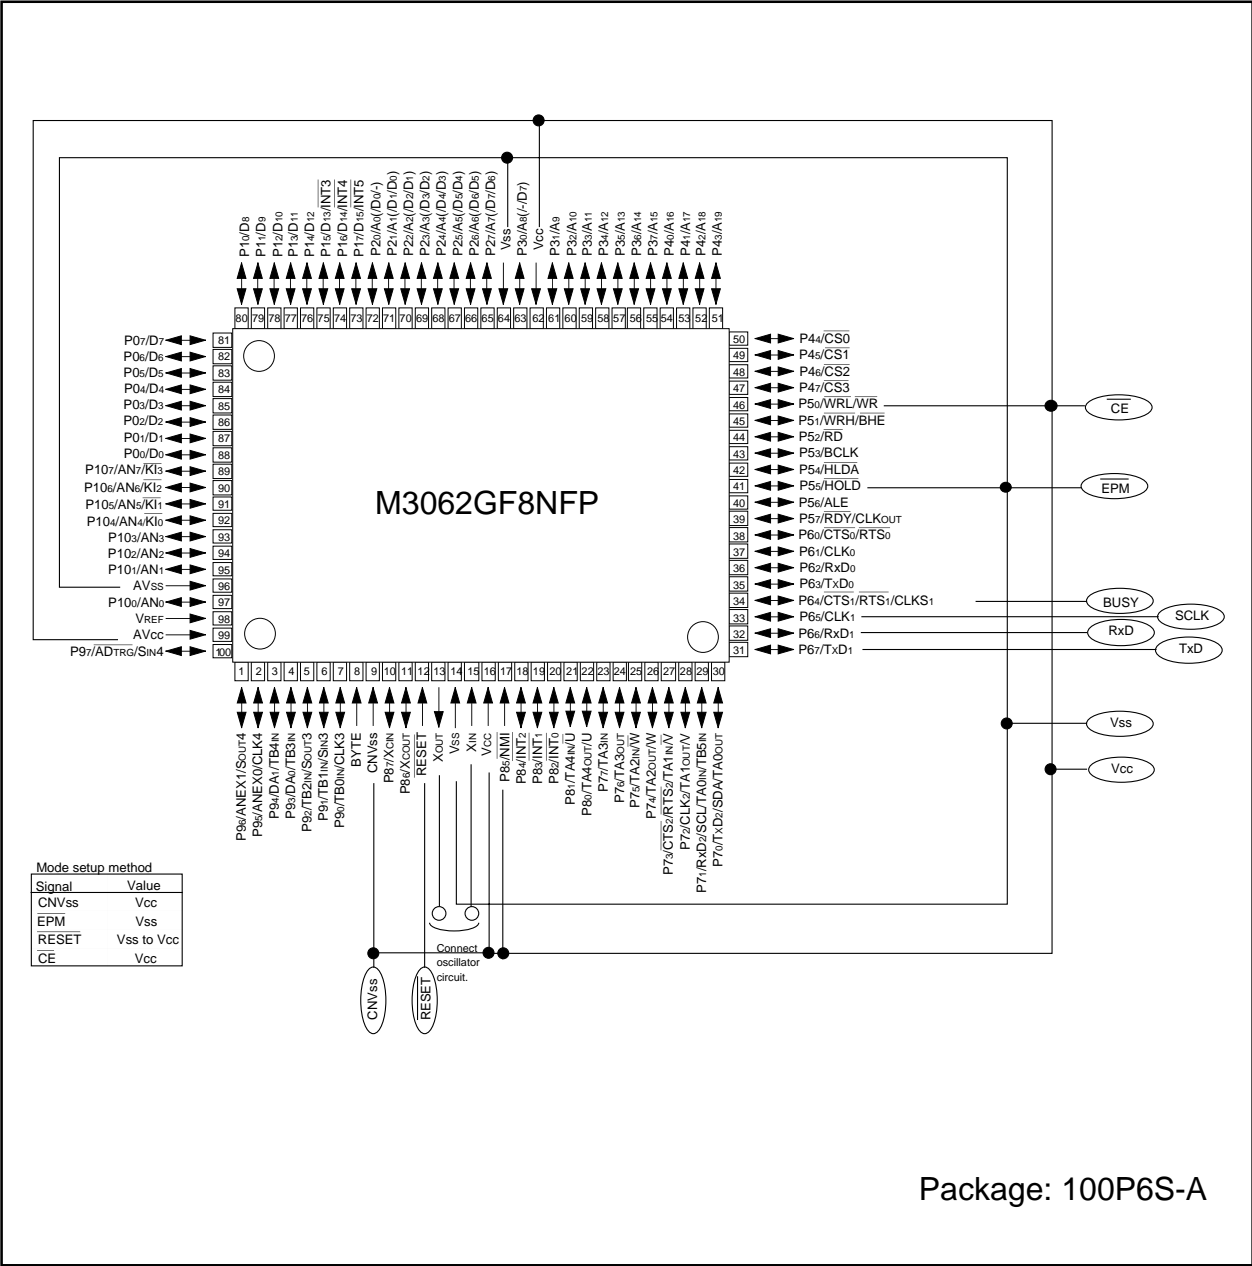 P10/D8
P11/D9
P12/D10
P13/D11
P14/D12
P15/D13/INT3
P16/D14/INT4
P17/D15/INT5
P20/A0(/D0/-)
P21/A1(/D1/D0)
P22/A2(/D2/D1)
P23/A3(/D3/D2)
P24/A4(/D4/D3)
P25/A5(/D5/D4)
P26/A6(/D6/D5)
P27/A7(/D7/D6)
Vss
P30/A8(/-/D7)
Vcc
P31/A9
P32/A10
P33/A11
P34/A12
P35/A13
P36/A14
P37/A15
P40/A16
P41/A17
P42/A18
P43/A19
80 79 78 77 76 75 74 73 72 71 70 69 68 67 66 65 64 63 62 61 60 59 58 57 56 55 54 53 52 51
P07/D7 81
P06/D6 82
P05/D5 83
P04/D4 84
P03/D3 85
P02/D2 86
P01/D1 87
P00/D0 88
P107/AN7/KI3 89
P106/AN6/KI2 90
P105/AN5/KI1 91
P104/AN4/KI0 92
P103/AN3 93
P102/AN2 94
P101/AN1 95
AVss 96
P100/AN0 97
VREF 98
AVcc 99
P97/ADTRG/SIN4 100
M3062GF8NFP
50 P44/CS0
49 P45/CS1
48 P46/CS2
47 P47/CS3
46 P50/WRL/WR
45 P51/WRH/BHE
44 P52/RD
43 P53/BCLK
42 P54/HLDA
41 P55/HOLD
40 P56/ALE
39 P57/RDY/CLKOUT
38 P60/CTS0/RTS0
37 P61/CLK0
36 P62/RxD0
35 P63/TxD0
34 P64/CTS1/RTS1/CLKS1
33 P65/CLK1
32 P66/RxD1
31 P67/TxD1
CE
EPM
BUSY
SCLK
RxD
TxD
Vss
Vcc
1 2 3 4 5 6 7 8 9 10 11 12 13 14 15 16 17 18 19 20 21 22 23 24 25 26 27 28 29 30
P96/ANEX1/SOUT4
P95/ANEX0/CLK4
P94/DA1/TB4IN
P93/DA0/TB3IN
P92/TB2IN/SOUT3
P91/TB1IN/SIN3
P90/TB0IN/CLK3
BYTE
CNVss
P87/XCIN
P86/XCOUT
RESET
XOUT
Vss
XIN
Vcc
P85/NMI
P84/INT2
P83/INT1
P82/INT0
P81/TA4IN/U
P80/TA4OUT/U
P77/TA3IN
P76/TA3OUT
P75/TA2IN/W
P74/TA2OUT/W
P73/CTS2/RTS2/TA1IN/V
P72/CLK2/TA1OUT/V
P71/RxD2/SCL/TA0IN/TB5IN
P70/TxD2/SDA/TA0OUT
Mode setup method
Signal Value
CNVss Vcc
EPM Vss
RESET Vss to Vcc
CE Vcc
Connect
oscillator
circuit.
CNVss
RESET
Package: 100P6S-A